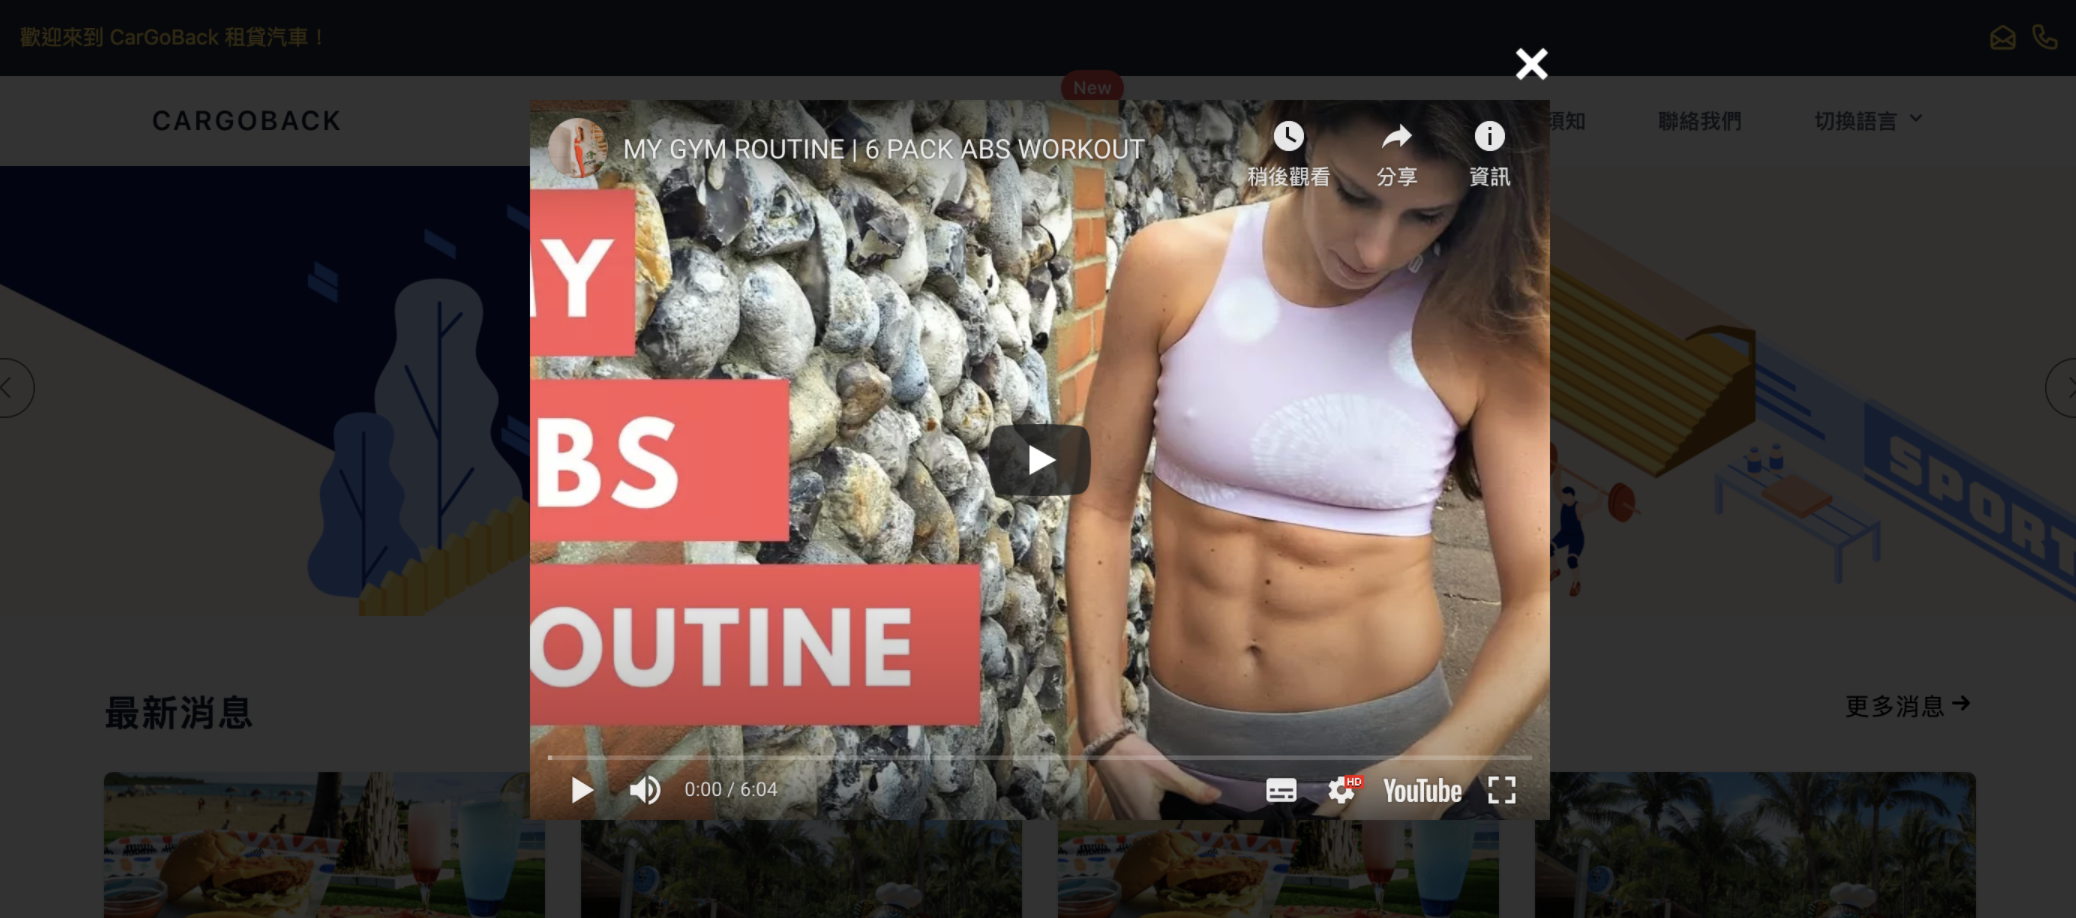 歡迎來到 CarGoBack 租貸汽車！
New
CARGOBACK
須知
聯絡我們
切換語言
MY GYM ROUTINE | 6 PACK ABS WORKOUT
稍後觀看
分享
資訊
MY
BS
OUTINE
SPORT
最新消息
更多消息
0:00 / 6:04
HD
YouTube